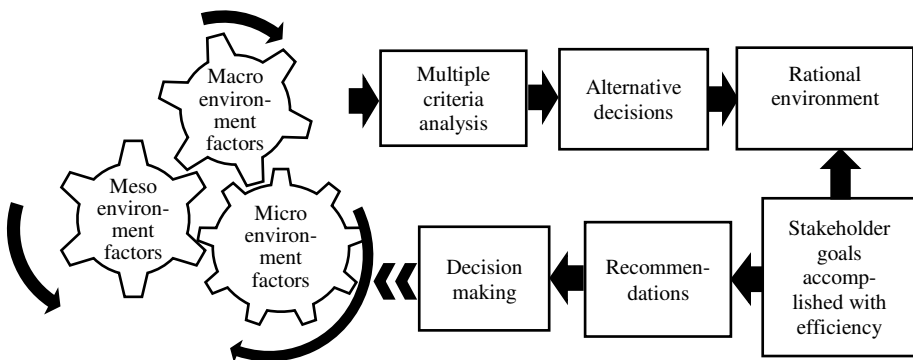 Macro
environ-
ment
factors
Multiple
criteria
analysis
Alternative
decisions
Rational
environment
Meso
environ-
ment
factors
Micro
environ-
ment
factors
Decision
making
Recommen-
dations
Stakeholder
goals
accomp-
lished with
efficiency